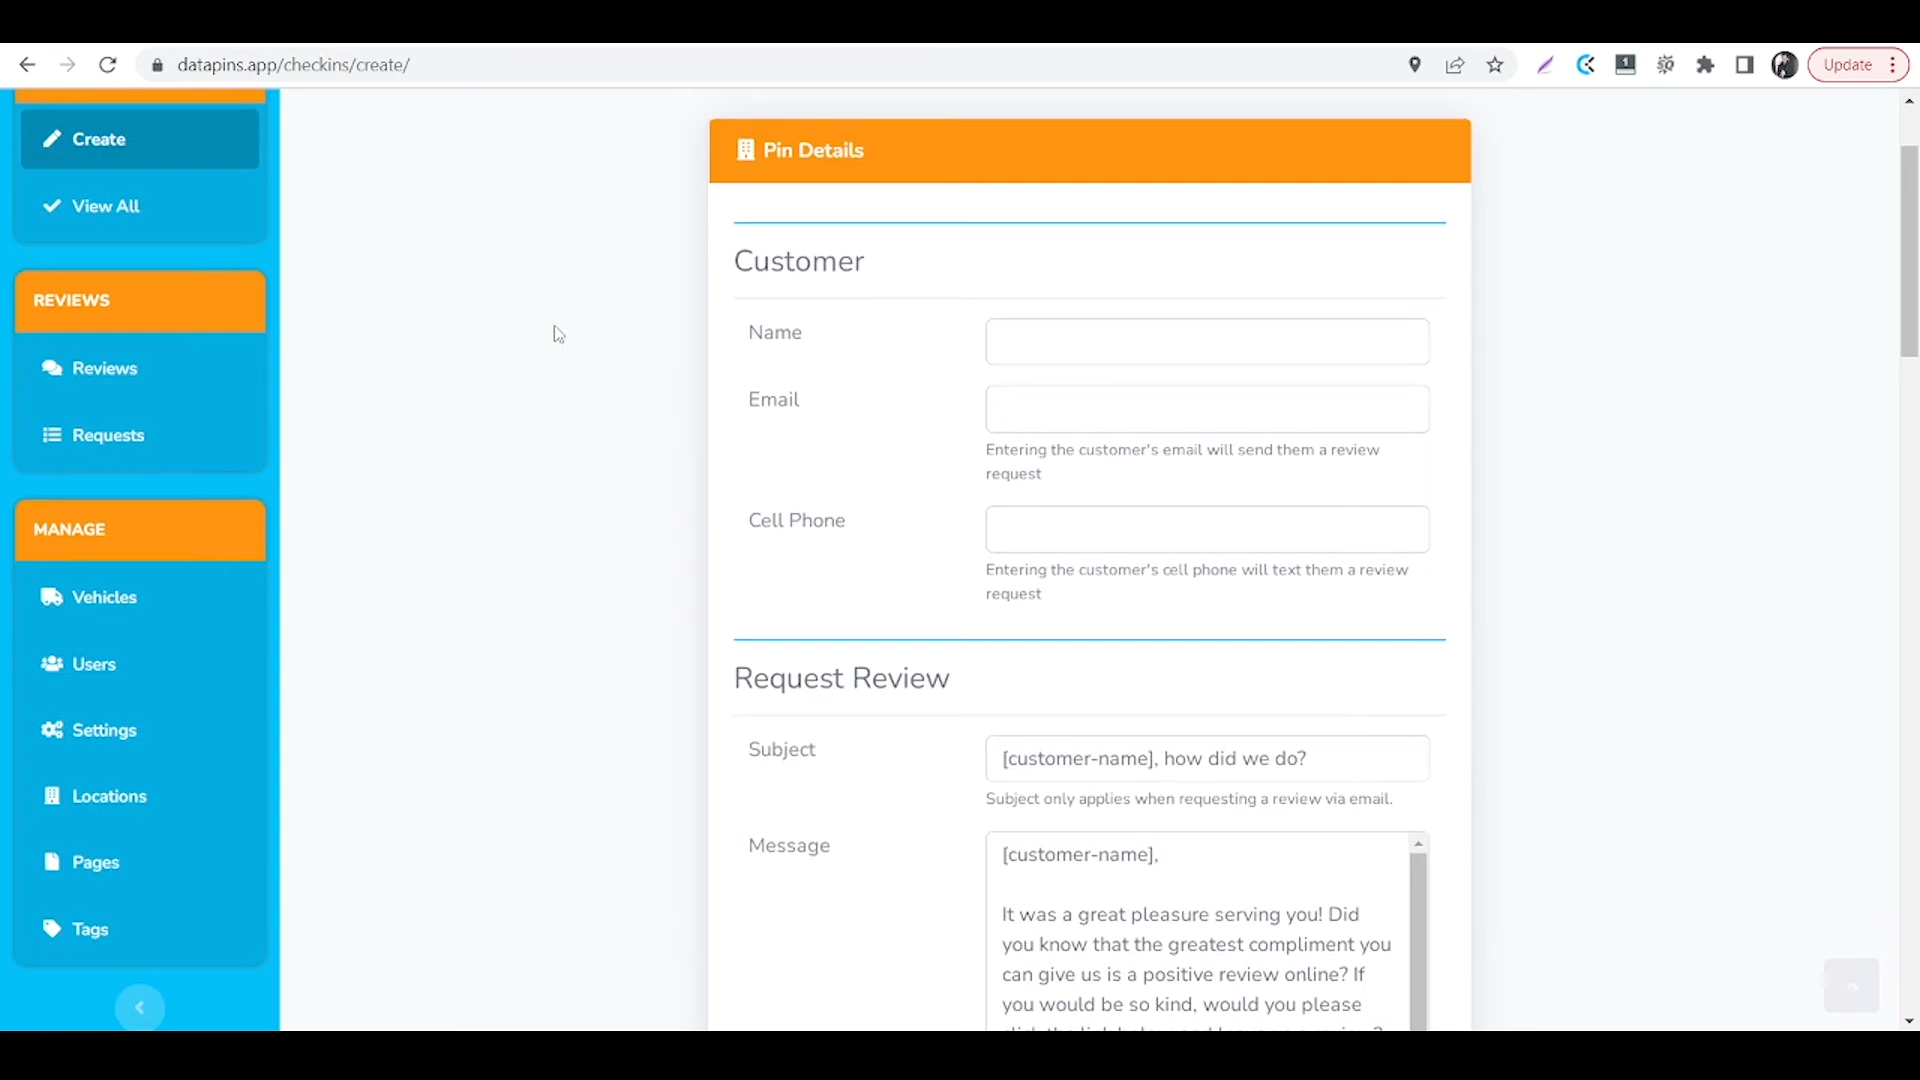 datapins.app/checkins/create/
Update
Create
View All
REVIEWS
Reviews
Requests
MANAGE
Vehicles
Users
Settings
Locations
Pages
Tags
Pin Details
Customer
Name
Email
Entering the customer's email will send them a review
request
Cell Phone
Entering the customer's cell phone will text them a review
request
Request Review
Subject
[customer-name], how did we do?
Subject only applies when requesting a review via email.
Message
[customer-name],
It was a great pleasure serving you! Did
you know that the greatest compliment you
can give us is a positive review online? If
you would be so kind, would you please